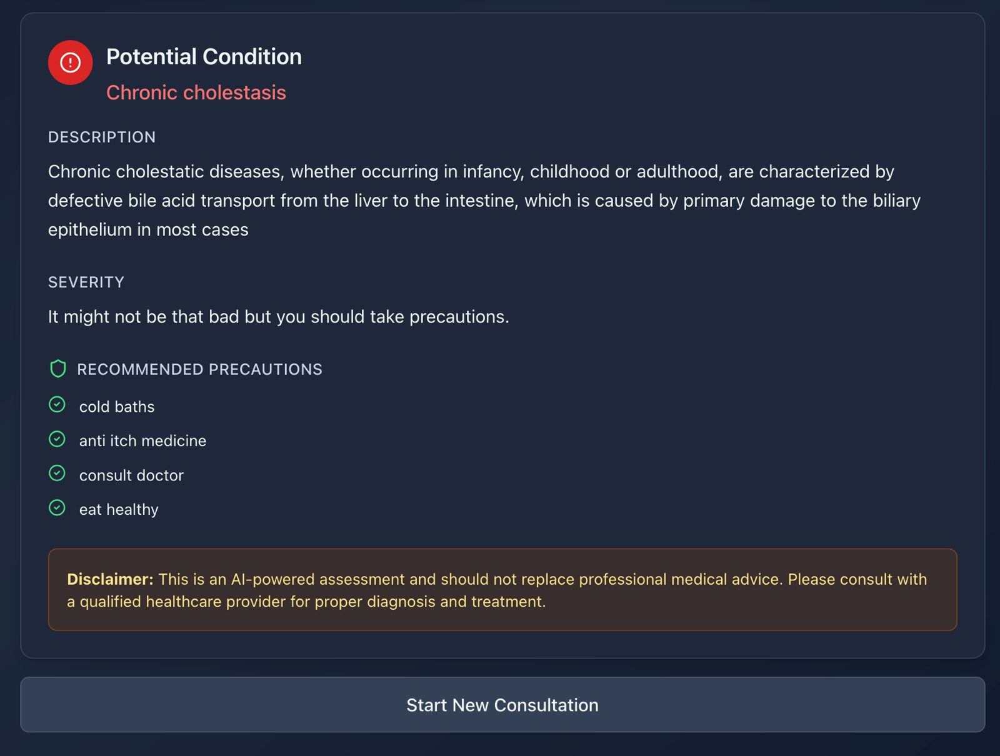 Potential Condition
Chronic cholestasis
DESCRIPTION
Chronic cholestatic diseases, whether occurring in infancy, childhood or adulthood, are characterized by
defective bile acid transport from the liver to the intestine, which is caused by primary damage to the biliary
epithelium in most cases
SEVERITY
It might not be that bad but you should take precautions.
RECOMMENDED PRECAUTIONS
cold baths
anti itch medicine
consult doctor
eat healthy
Disclaimer: This is an AI-powered assessment and should not replace professional medical advice. Please consult with
a qualified healthcare provider for proper diagnosis and treatment.
Start New Consultation